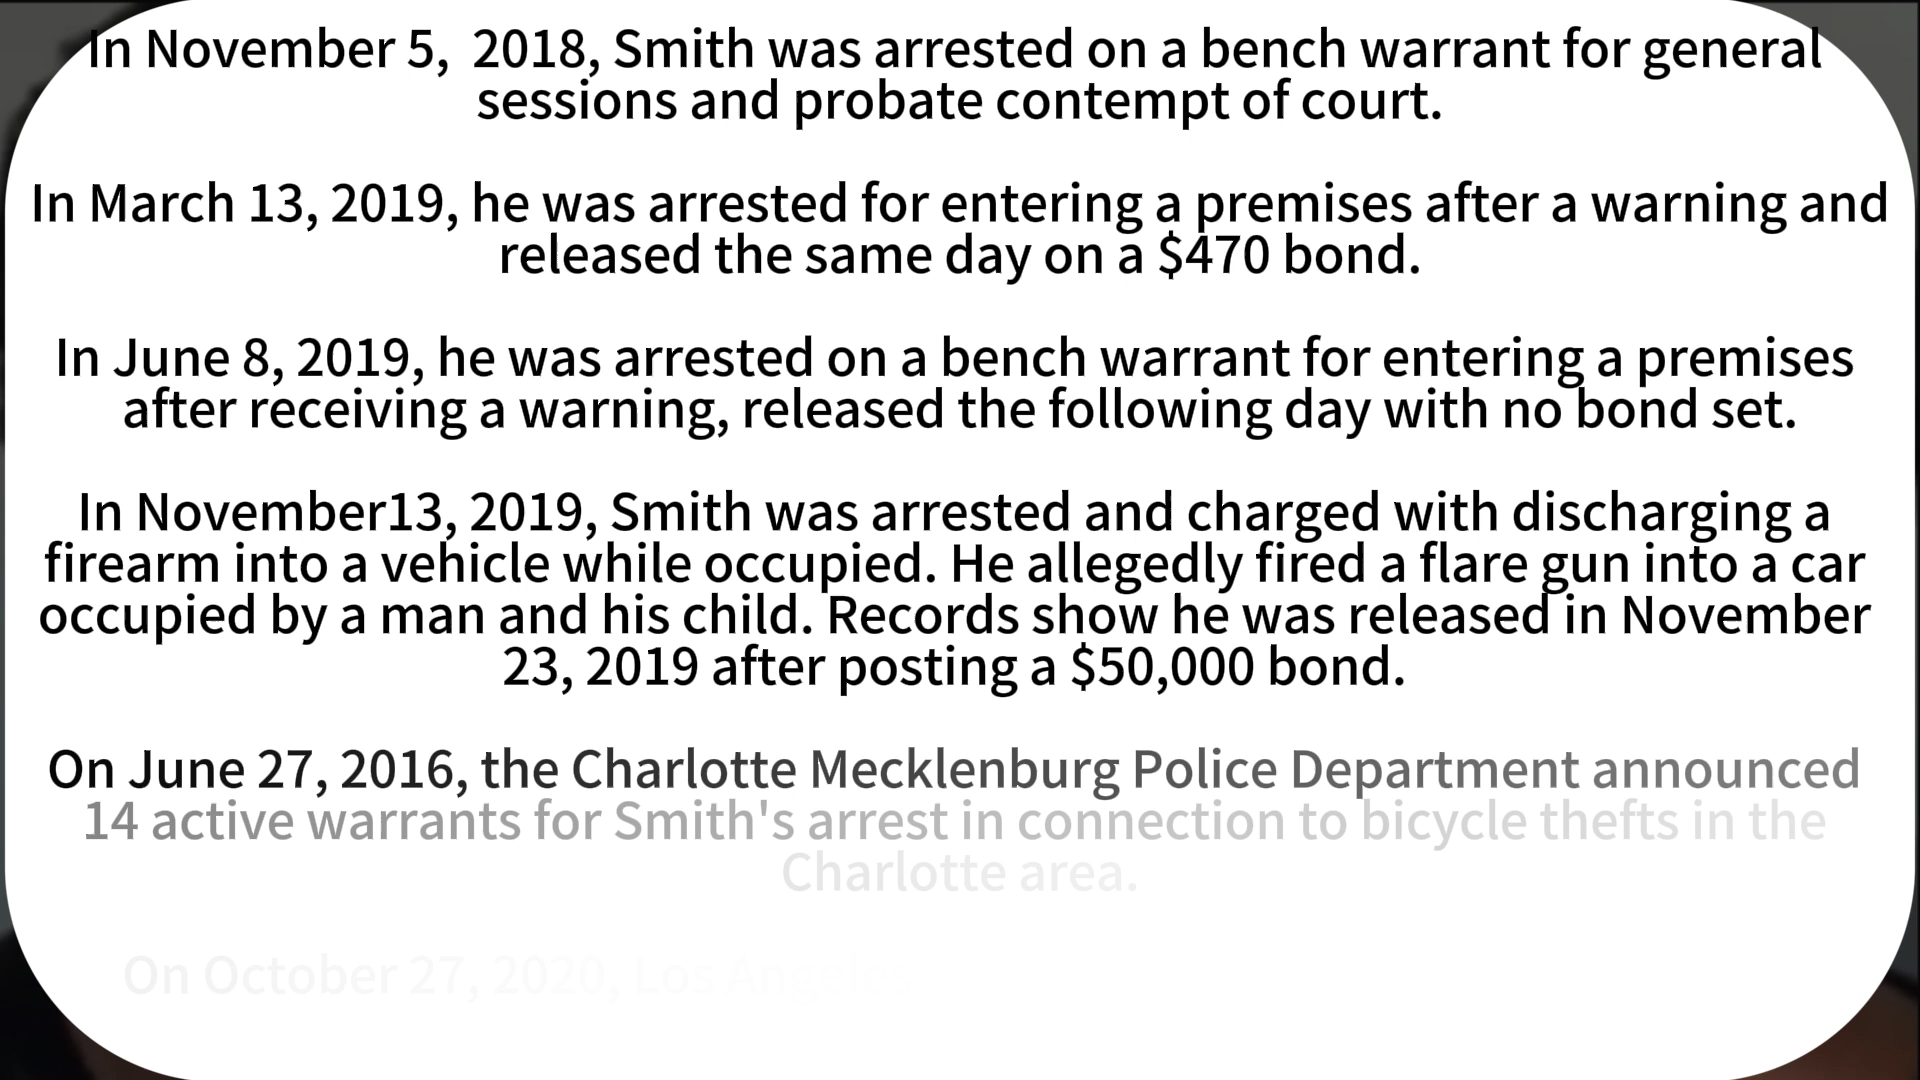 In November 5,  2018, Smith was arrested on a bench warrant for general
sessions and probate contempt of court.
In March 13, 2019, he was arrested for entering a premises after a warning and
released the same day on a $470 bond.
In June 8, 2019, he was arrested on a bench warrant for entering a premises
after receiving a warning, released the following day with no bond set.
In November13, 2019, Smith was arrested and charged with discharging a
firearm into a vehicle while occupied. He allegedly fired a flare gun into a car
occupied by a man and his child. Records show he was released in November
23, 2019 after posting a $50,000 bond.
On June 27, 2016, the Charlotte Mecklenburg Police Department announced
14 active warrants for Smith's arrest in connection to bicycle thefts in the
Charlotte area.
On October 27, 2020, Los